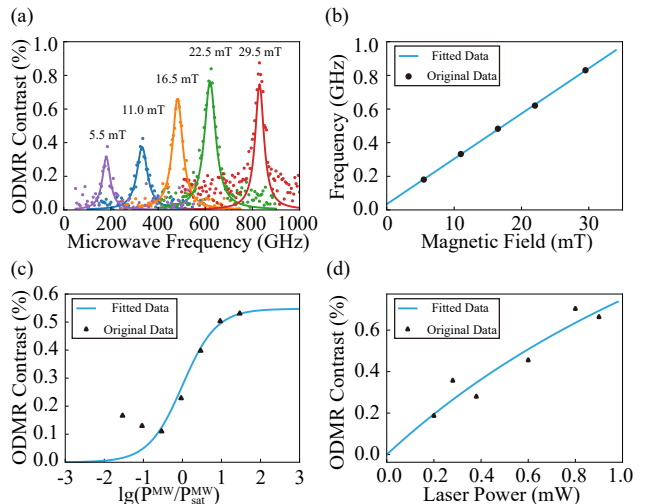 (a)
ODMR Contrast (%)
1.0
0.8
0.6
0.4
0.2
0.0
5.5 mT
11.0 mT
16.5 mT
22.5 mT
29.5 mT
0
200
400
600
800
1000
Microwave Frequency (GHz)
(b)
Frequency (GHz)
1.0
0.8
0.6
0.4
0.2
Fitted Data
Original Data
0
10
20
30
Magnetic Field (mT)
(c)
ODMR Contrast (%)
0.6
0.5
0.4
0.3
0.2
0.1
0.0
Fitted Data
Original Data
-3
-2
-1
0
1
2
3
lg(P^MW/P_sat^MW)
(d)
ODMR Contrast (%)
0.6
0.4
0.2
0.0
Fitted Data
Original Data
0.0
0.2
0.4
0.6
0.8
1.0
Laser Power (mW)